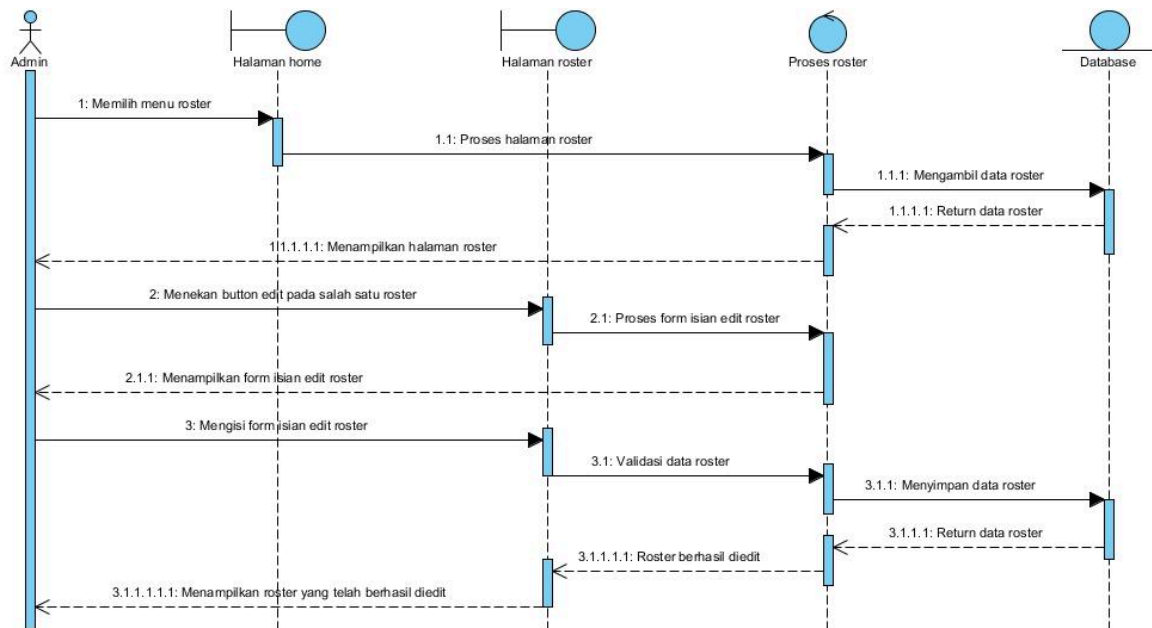 Admin
Halaman home
Halaman roster
Proses roster
Database
1: Memilih menu roster
1.1: Proses halaman roster
1.1.1: Mengambil data roster
1.1.1.1: Return data roster
1.1.1.1.1: Menampilkan halaman roster
2: Menekan button edit pada salah satu roster
2.1: Proses form isian edit roster
2.1.1: Menampilkan form isian edit roster
3: Mengisi form isian edit roster
3.1: Validasi data roster
3.1.1: Menyimpan data roster
3.1.1.1: Return data roster
3.1.1.1.1: Roster berhasil diedit
3.1.1.1.1.1: Menampilkan roster yang telah berhasil diedit